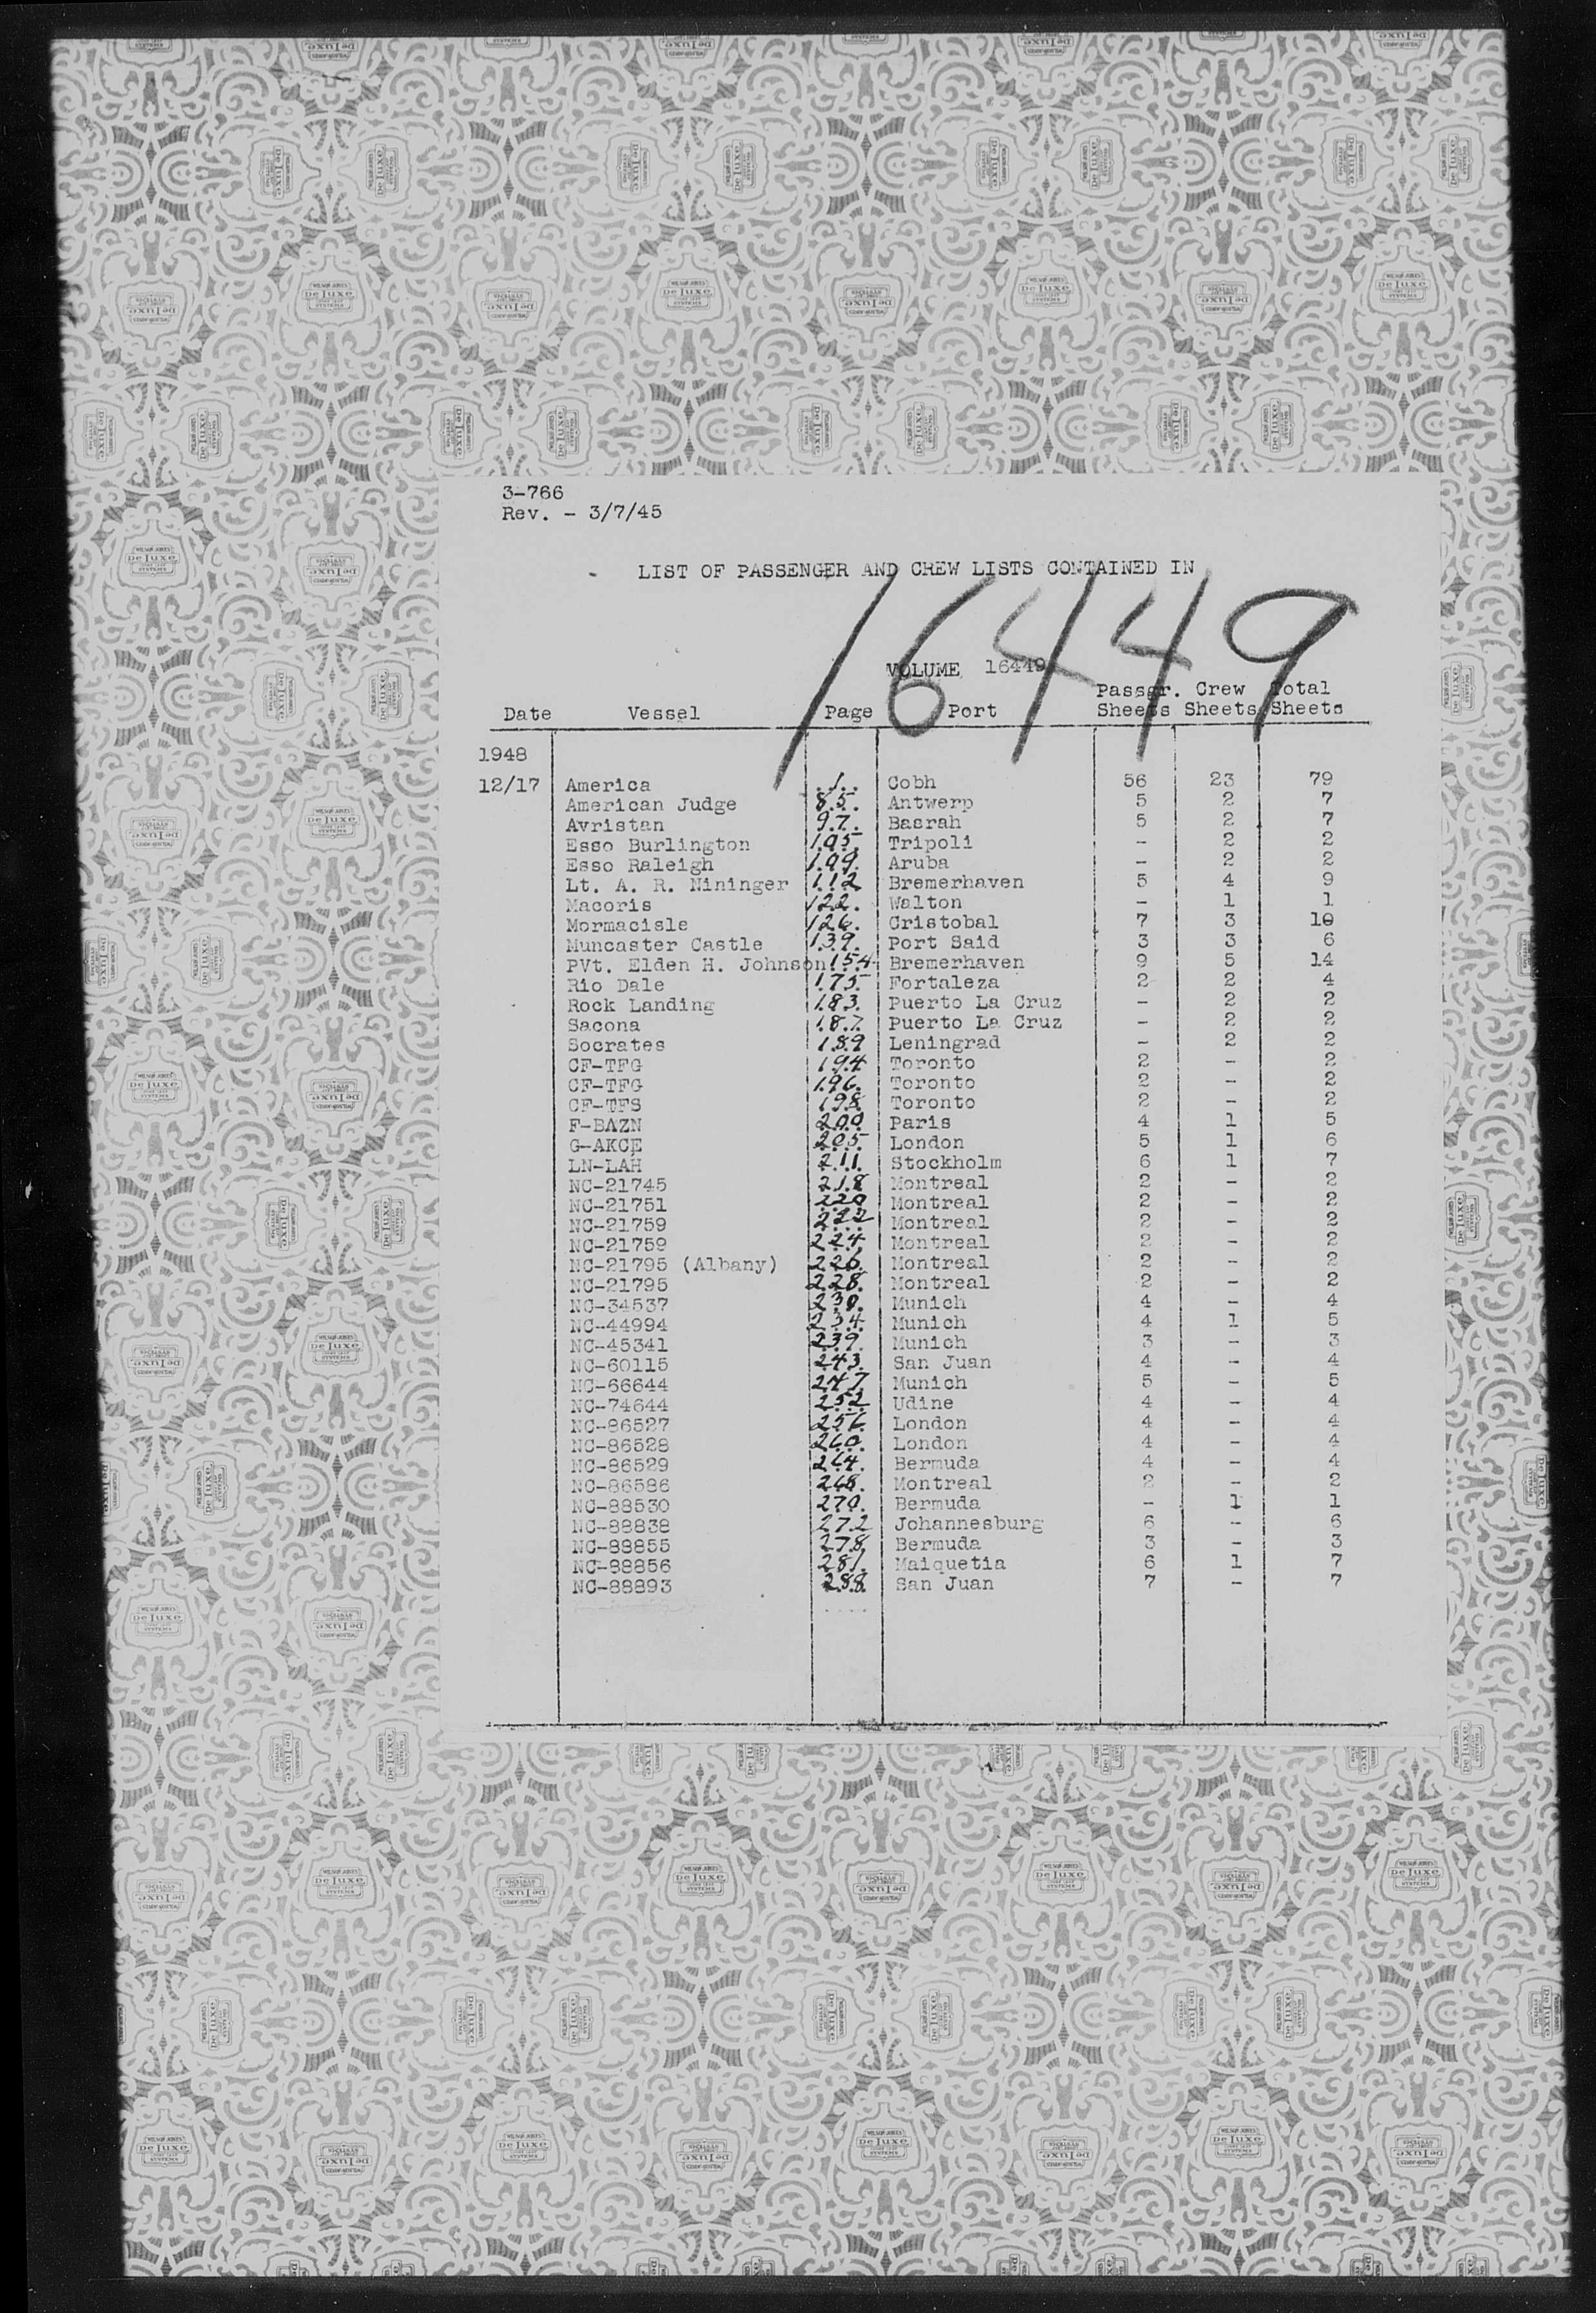 3-766
Rev. - 3/7/45
LIST OF PASSENGER AND CREW LISTS CONTAINED IN
16449
VOLUME 16449
Passgr. Crew Total
Date Vessel Page Port Sheets Sheets Sheets
1948
12/17 America 1. Cobh 56 23 79
American Judge 85. Antwerp 5 2 7
Avristan 97. Basrah 5 2 7
Esso Burlington 195. Tripoli - 2 2
Esso Raleigh 199. Aruba - 2 2
Lt. A. R. Nininger 112 Bremerhaven 5 4 9
Macoris 122. Walton - 1 1
Mormacisle 126. Cristobal 7 3 10
Muncaster Castle 139. Port Said 3 3 6
PVt. Elden H. Johnson 154 Bremerhaven 9 5 14
Rio Dale 175 Fortaleza 2 2 4
Rock Landing 183. Puerto La Cruz - 2 2
Sacona 187. Puerto La Cruz - 2 2
Socrates 189 Leningrad - 2 2
CF-TFG 194 Toronto 2 - 2
CF-TFG 196. Toronto 2 - 2
CF-TFS 198. Toronto 2 - 2
F-BAZN 200 Paris 4 1 5
G-AKCE 205 London 5 1 6
LN-LAH 211. Stockholm 6 1 7
NC-21745 218 Montreal 2 - 2
NC-21751 220 Montreal 2 - 2
NC-21759 222 Montreal 2 - 2
NC-21759 224 Montreal 2 - 2
NC-21795 (Albany) 226. Montreal 2 - 2
NC-21795 228. Montreal 2 - 2
NC-34537 230. Munich 4 - 4
NC-44994 234. Munich 4 1 5
NC-45341 239. Munich 3 - 3
NC-60115 243. San Juan 4 - 4
NC-66644 247 Munich 5 - 5
NC-74644 252 Udine 4 - 4
NC-86527 256. London 4 - 4
NC-86528 260. London 4 - 4
NC-86529 264. Bermuda 4 - 4
NC-86586 268. Montreal 2 - 2
NC-88530 270. Bermuda - 1 1
NC-88838 272 Johannesburg 6 - 6
NC-88855 278. Bermuda 3 - 3
NC-88856 281. Maiquetia 6 1 7
NC-88893 288. San Juan 7 - 7